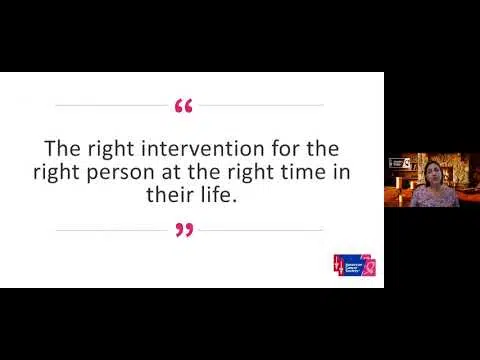 “
The right intervention for the
right person at the right time in
their life.
”
American
Cancer
Society